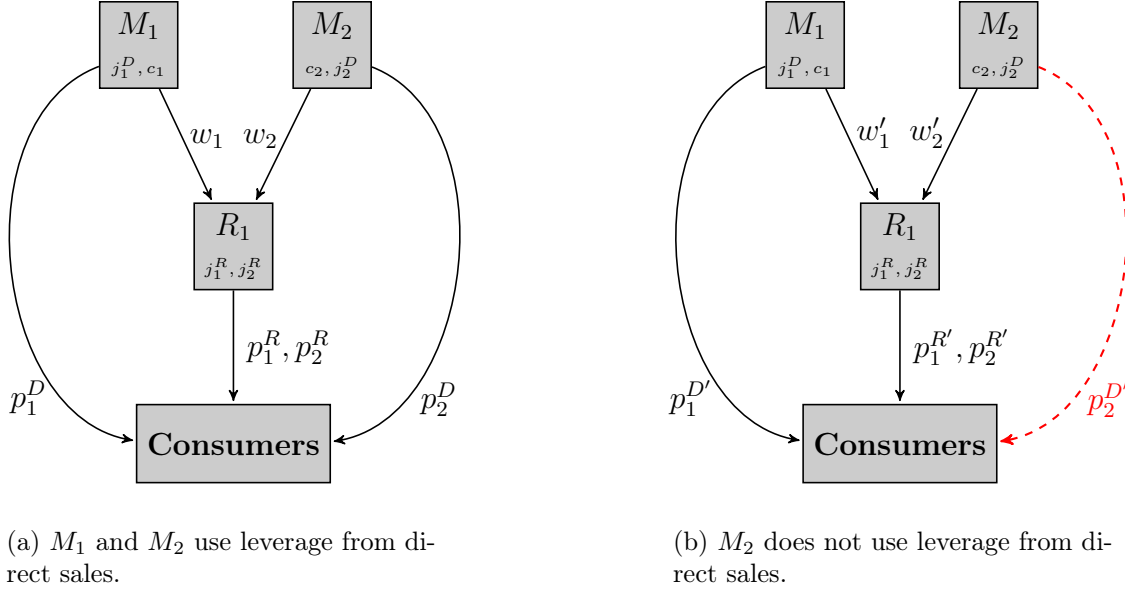 M₁ M₂
j₁ᴰ, c₁ c₂, j₂ᴰ
w₁ w₂
R₁
j₁ᴿ, j₂ᴿ
p₁ᴿ, p₂ᴿ
p₁ᴰ p₂ᴰ
Consumers
(a) M₁ and M₂ use leverage from di-
rect sales.
M₁ M₂
j₁ᴰ, c₁ c₂, j₂ᴰ
w₁′ w₂′
R₁
j₁ᴿ, j₂ᴿ
p₁ᴿ′, p₂ᴿ′
p₁ᴰ′ p₂ᴰ′
Consumers
(b) M₂ does not use leverage from di-
rect sales.